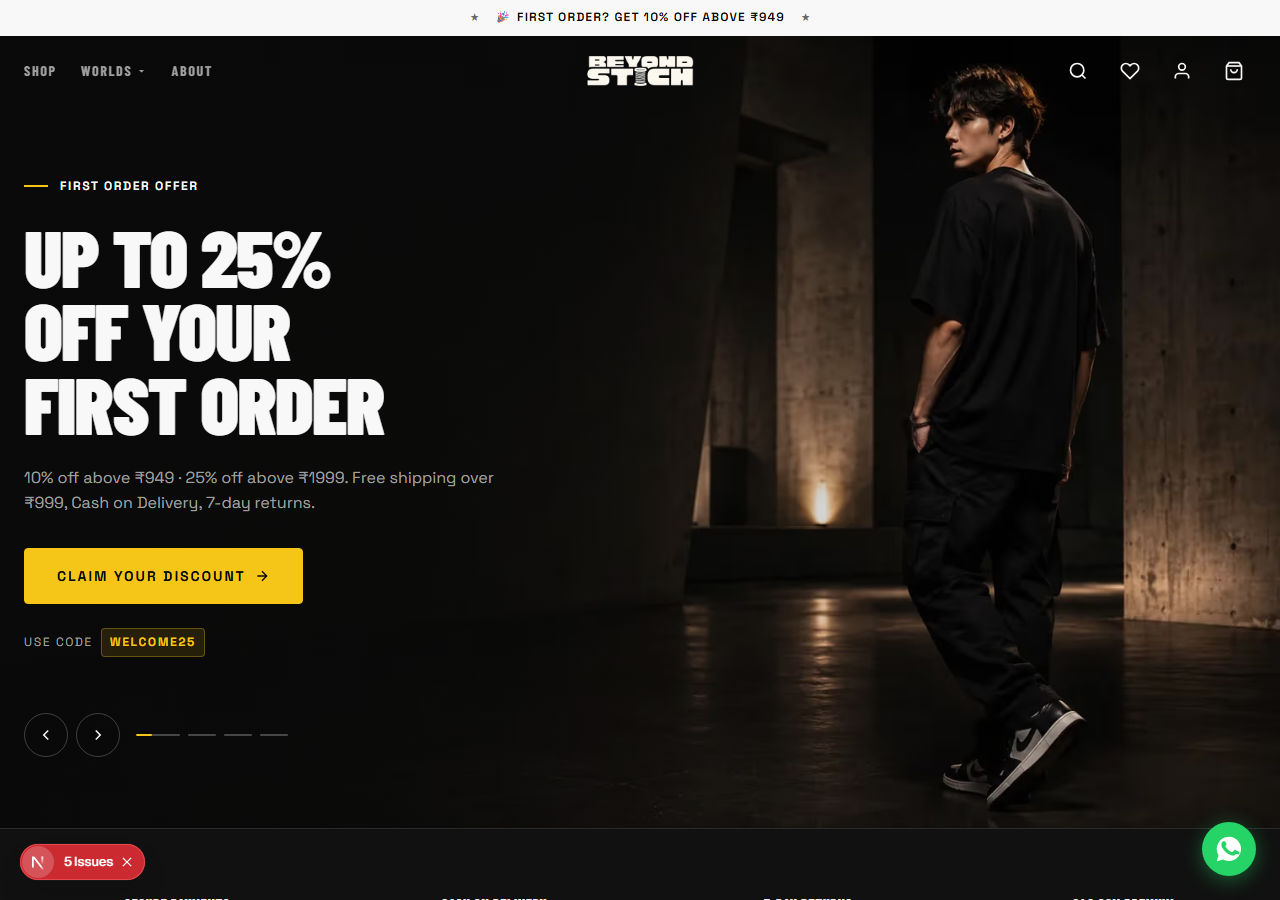 ★ 🎉 FIRST ORDER? GET 10% OFF ABOVE ₹949 ★
SHOP WORLDS ABOUT
BEYOND
STICH
FIRST ORDER OFFER
UP TO 25%
OFF YOUR
FIRST ORDER
10% off above ₹949 · 25% off above ₹1999. Free shipping over
₹999, Cash on Delivery, 7-day returns.
CLAIM YOUR DISCOUNT →
USE CODE WELCOME25
N 5 Issues ×